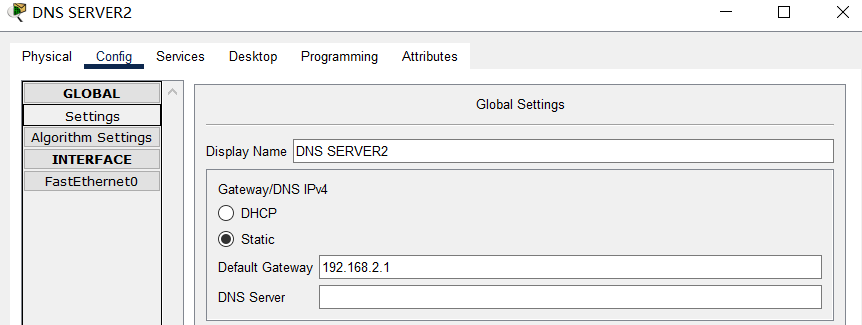 DNS SERVER2
Physical Config Services Desktop Programming Attributes
GLOBAL
Settings
Algorithm Settings
INTERFACE
FastEthernet0
Global Settings
Display Name DNS SERVER2
Gateway/DNS IPv4
DHCP
Static
Default Gateway 192.168.2.1
DNS Server